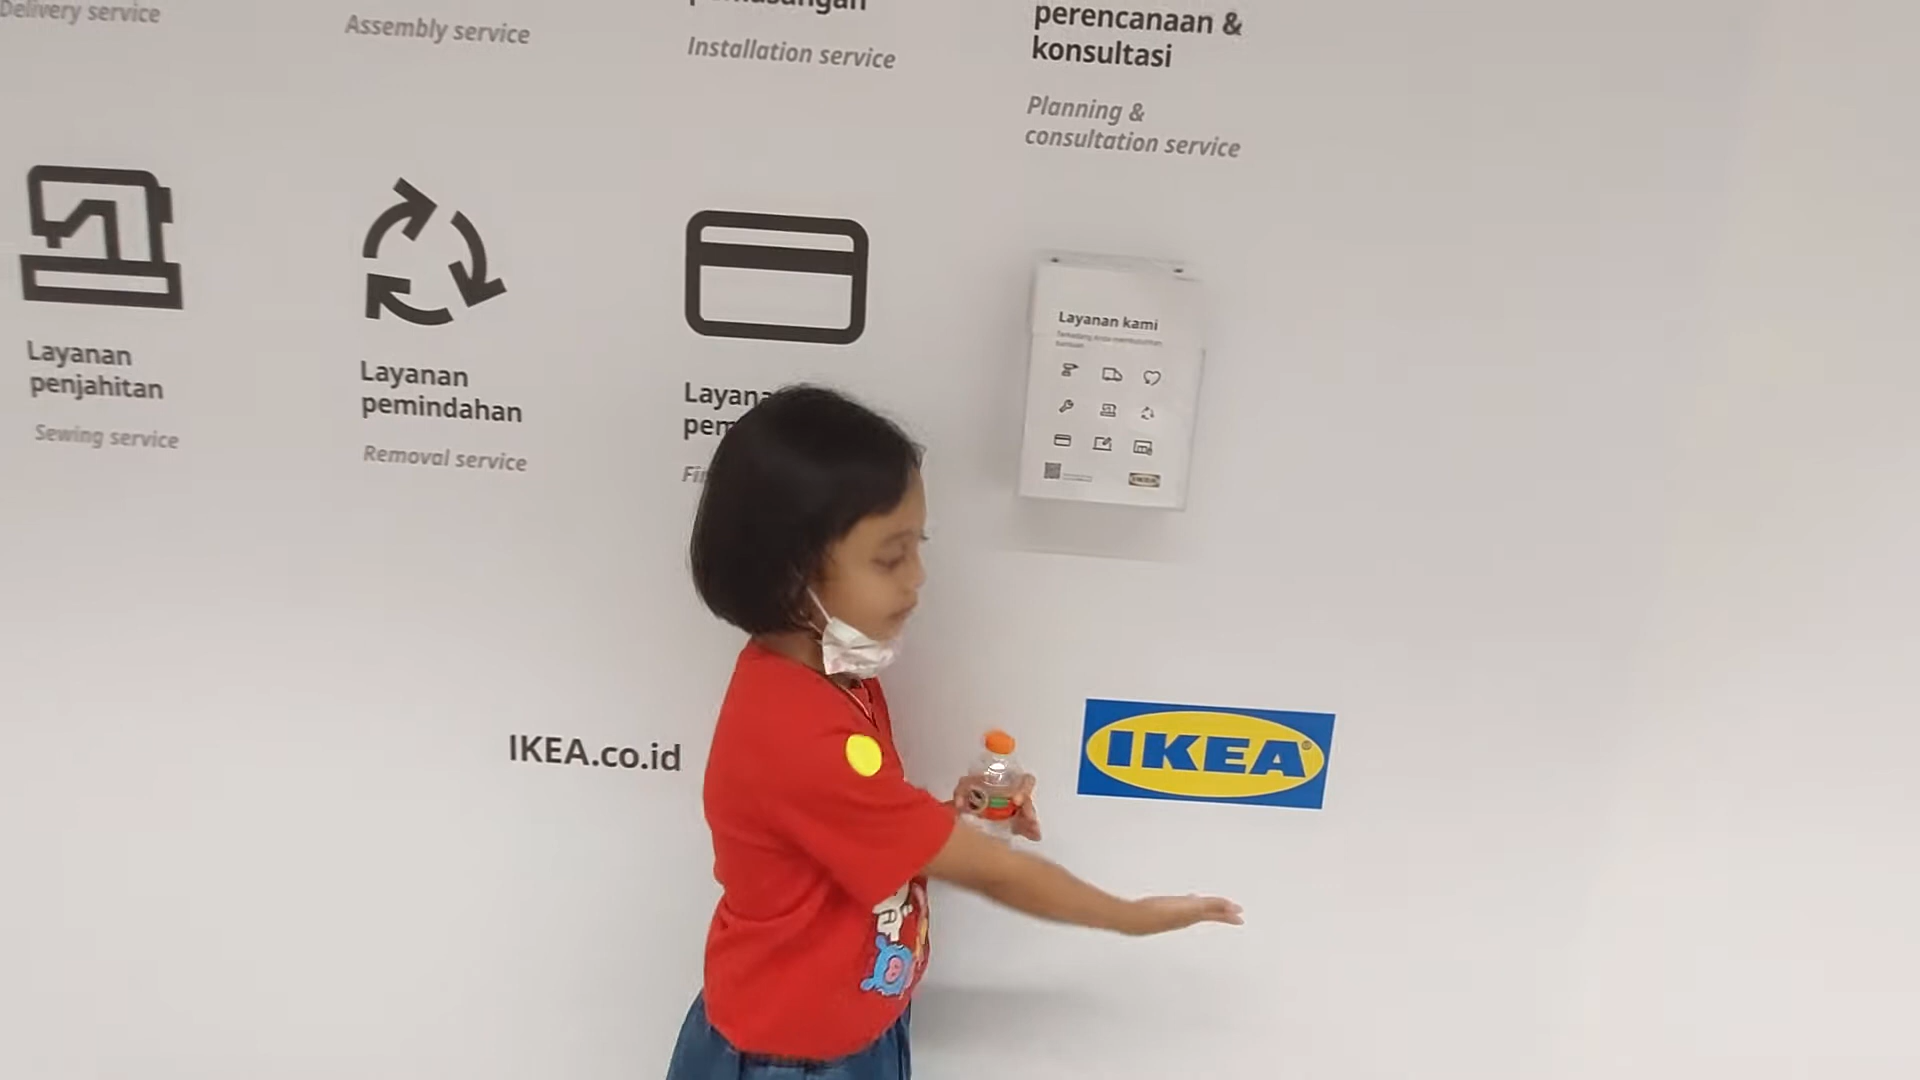 Delivery service
Assembly service
Installation service
perencanaan &
konsultasi
Planning &
consultation service
Layanan
penjahitan
Sewing service
Layanan
pemindahan
Removal service
Layanan kami
IKEA
IKEA.co.id
IKEA®